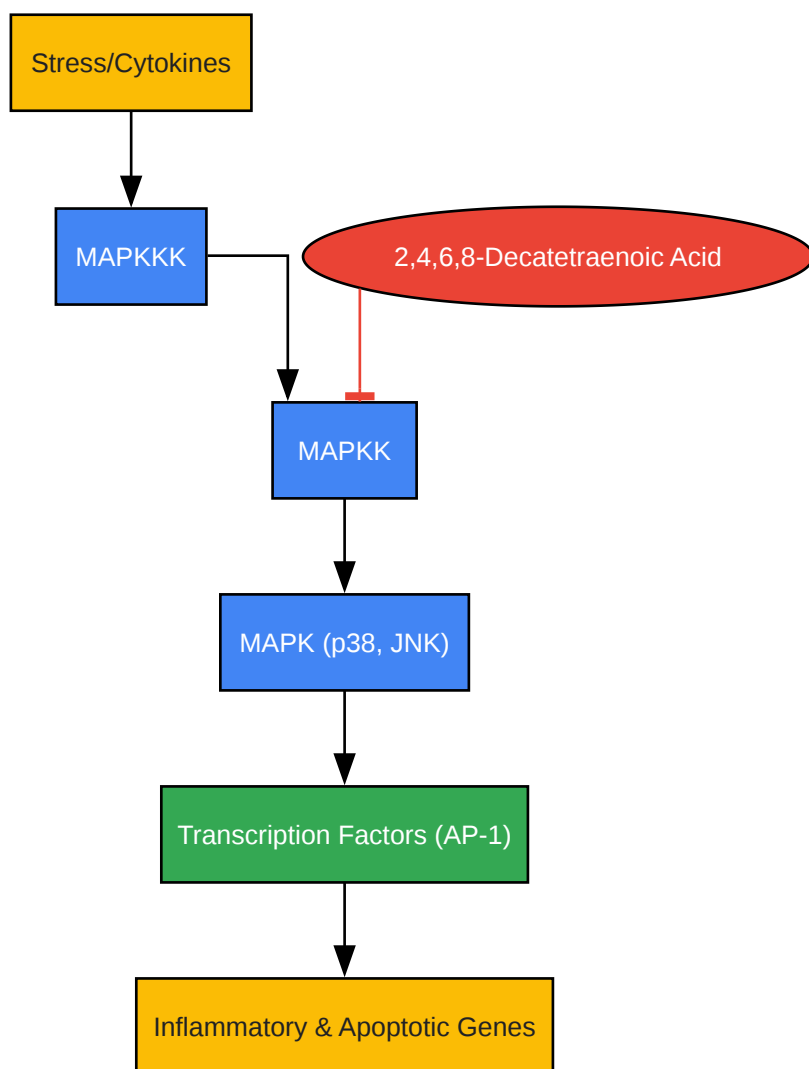 Stress/Cytokines
MAPKKK
2,4,6,8-Decatetraenoic Acid
MAPKK
MAPK (p38, JNK)
Transcription Factors (AP-1)
Inflammatory & Apoptotic Genes